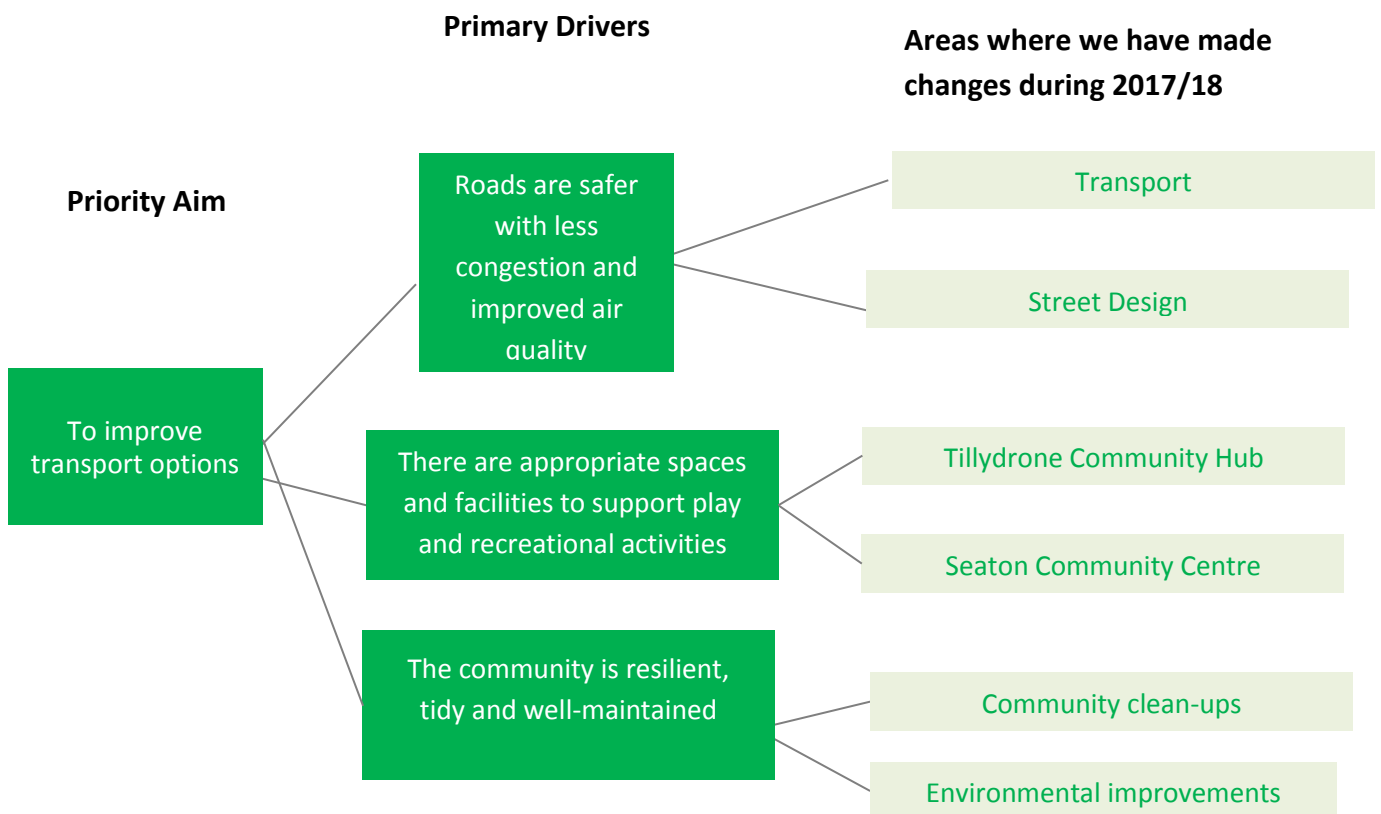 Primary Drivers
Areas where we have made
changes during 2017/18
Priority Aim
Roads are safer
with less
congestion and
improved air
quality
Transport
Street Design
To improve
transport options
There are appropriate spaces
and facilities to support play
and recreational activities
Tillydrone Community Hub
Seaton Community Centre
The community is resilient,
tidy and well-maintained
Community clean-ups
Environmental improvements